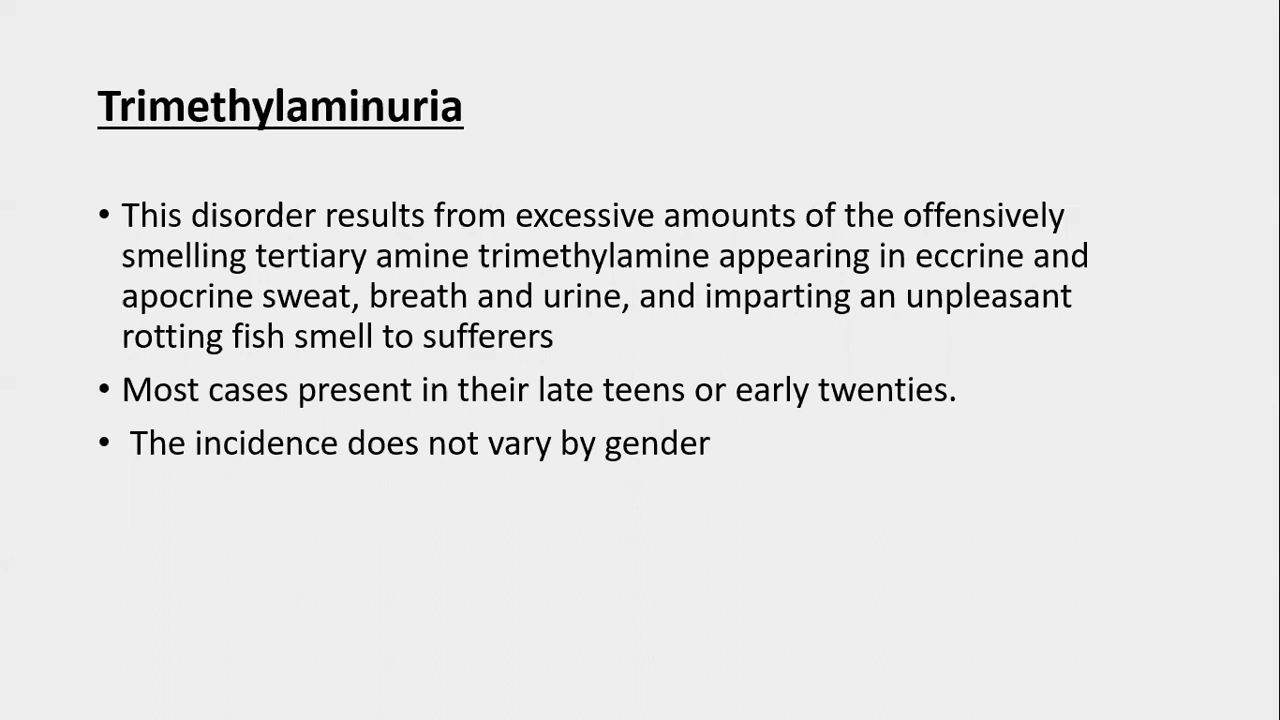 Trimethylaminuria
• This disorder results from excessive amounts of the offensively
smelling tertiary amine trimethylamine appearing in eccrine and
apocrine sweat, breath and urine, and imparting an unpleasant
rotting fish smell to sufferers
• Most cases present in their late teens or early twenties.
• The incidence does not vary by gender